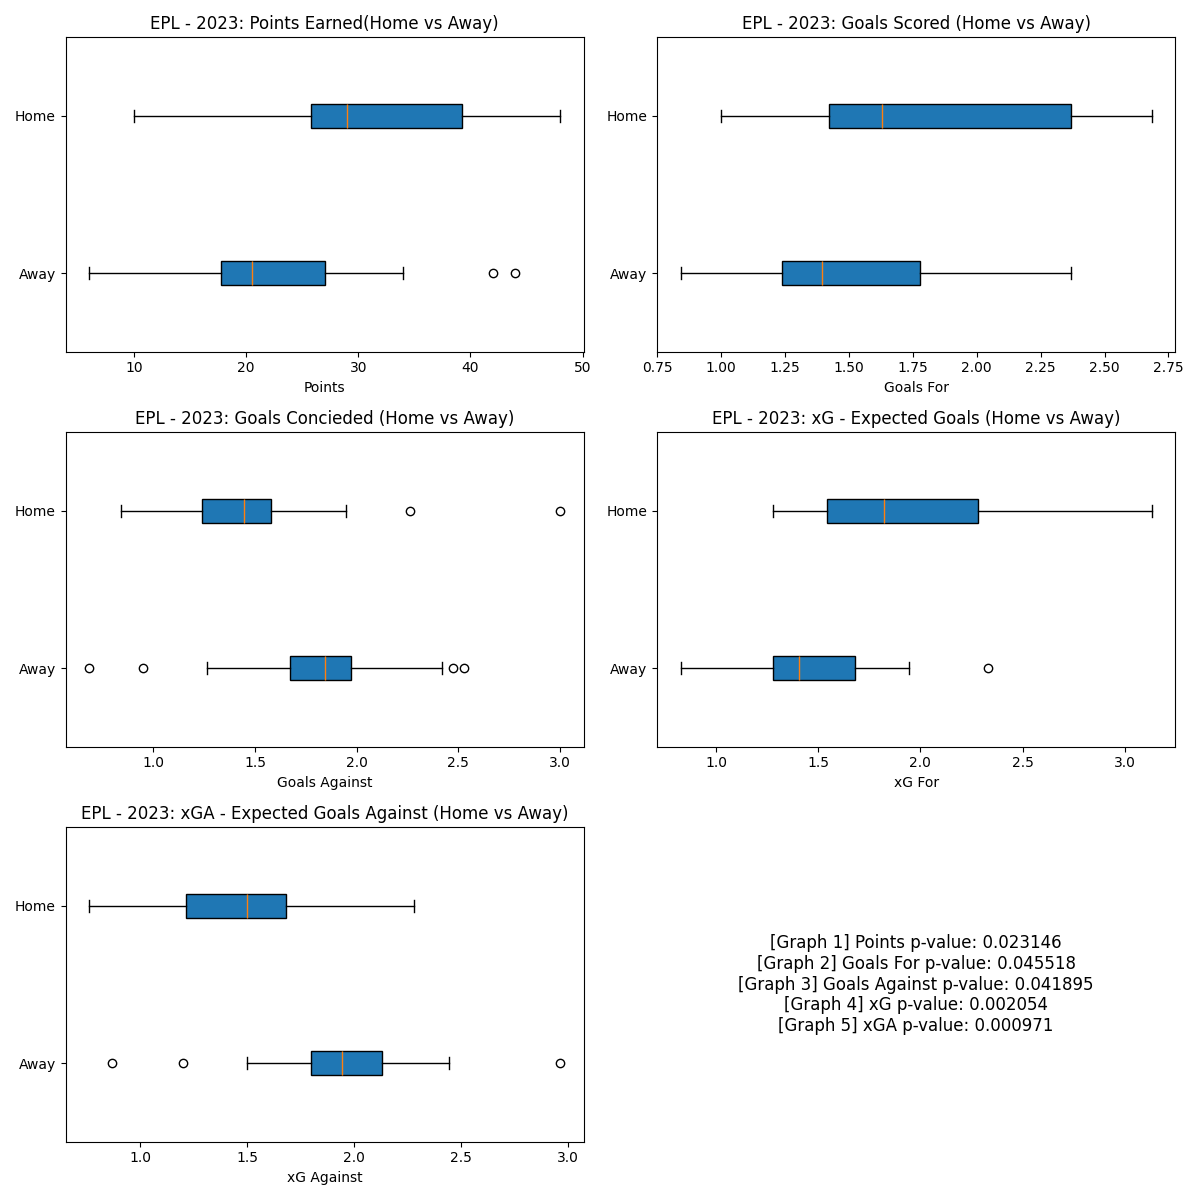 EPL - 2023: Points Earned(Home vs Away)
Home
Away
10 20 30 40 50
Points
EPL - 2023: Goals Scored (Home vs Away)
Home
Away
0.75 1.00 1.25 1.50 1.75 2.00 2.25 2.50 2.75
Goals For
EPL - 2023: Goals Concieded (Home vs Away)
Home
Away
1.0 1.5 2.0 2.5 3.0
Goals Against
EPL - 2023: xG - Expected Goals (Home vs Away)
Home
Away
1.0 1.5 2.0 2.5 3.0
xG For
EPL - 2023: xGA - Expected Goals Against (Home vs Away)
Home
Away
1.0 1.5 2.0 2.5 3.0
xG Against
[Graph 1] Points p-value: 0.023146
[Graph 2] Goals For p-value: 0.045518
[Graph 3] Goals Against p-value: 0.041895
[Graph 4] xG p-value: 0.002054
[Graph 5] xGA p-value: 0.000971